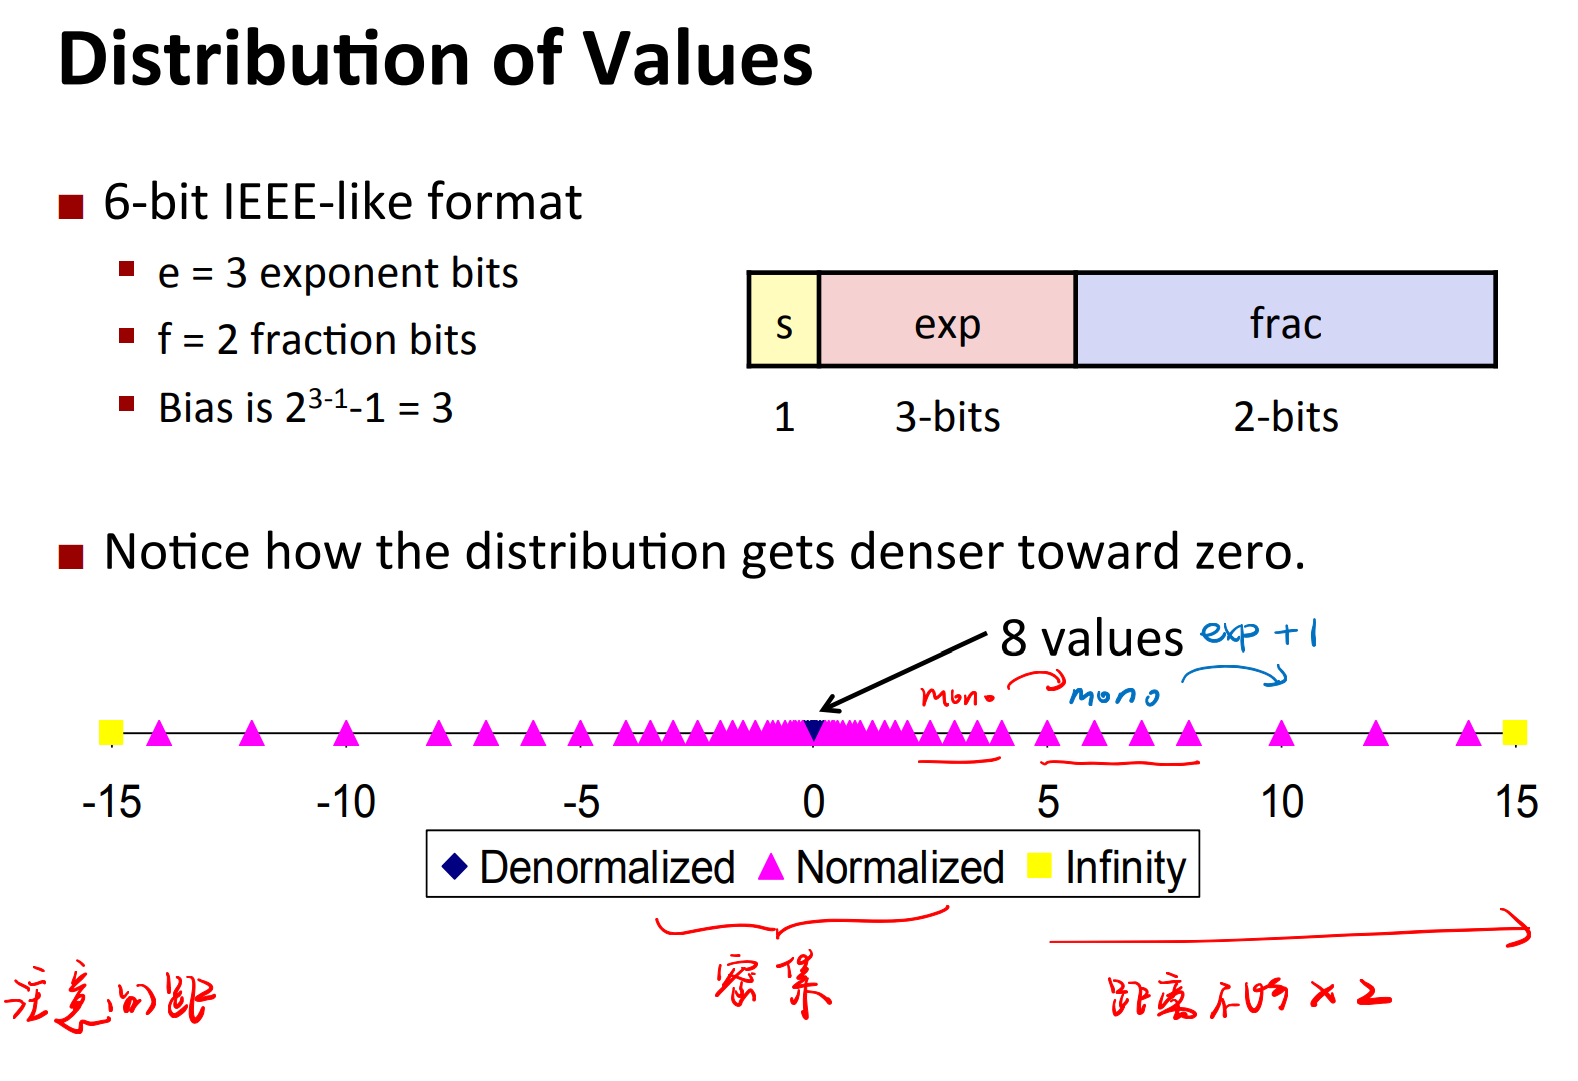 Distribution of Values
6-bit IEEE-like format
e = 3 exponent bits
f = 2 fraction bits
Bias is 2³⁻¹-1 = 3
s exp frac
1 3-bits 2-bits
Notice how the distribution gets denser toward zero.
8 values exp +1
mono
-15 -10 -5 0 5 10 15
Denormalized Normalized Infinity
密集
注意间距
距离不断 × 2